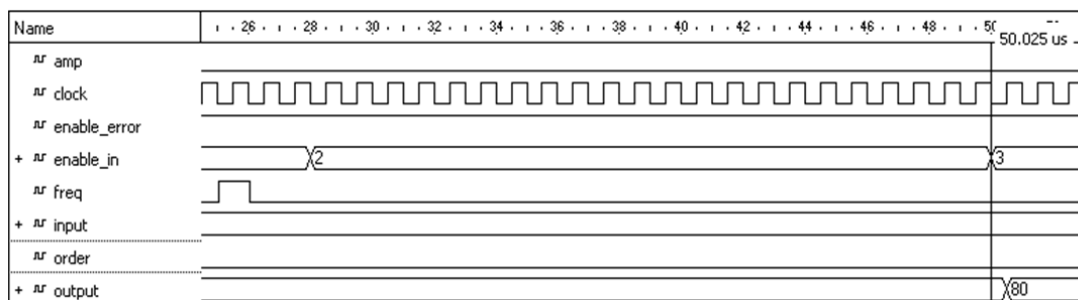 Name 26 28 30 32 34 36 38 40 42 44 46 48
50.025 us
amp
clock
enable_error
+ enable_in 2 3
freq
+ input
order
+ output 80